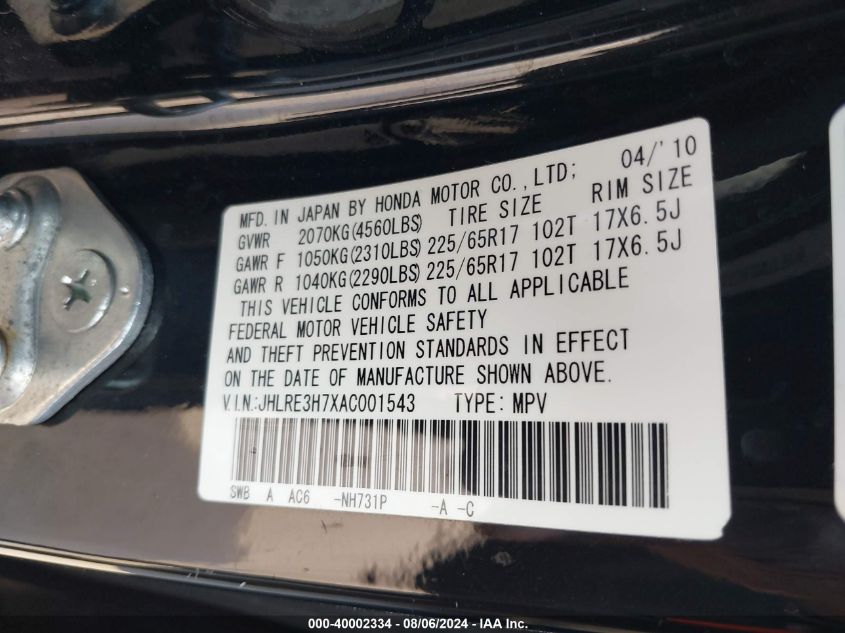 MFD. IN JAPAN BY HONDA MOTOR CO., LTD; 04/'10
GVWR 2070KG(4560LBS) TIRE SIZE RIM SIZE
GAWR F 1050KG(2310LBS) 225/65R17 102T 17X6.5J
GAWR R 1040KG(2290LBS) 225/65R17 102T 17X6.5J
THIS VEHICLE CONFORMS TO ALL APPLICABLE
FEDERAL MOTOR VEHICLE SAFETY
AND THEFT PREVENTION STANDARDS IN EFFECT
ON THE DATE OF MANUFACTURE SHOWN ABOVE.
V.I.N.:JHLRE3H7XAC001543 TYPE: MPV
SWB A AC6 -NH731P -A -C
000-40002334 - 08/06/2024 - IAA Inc.